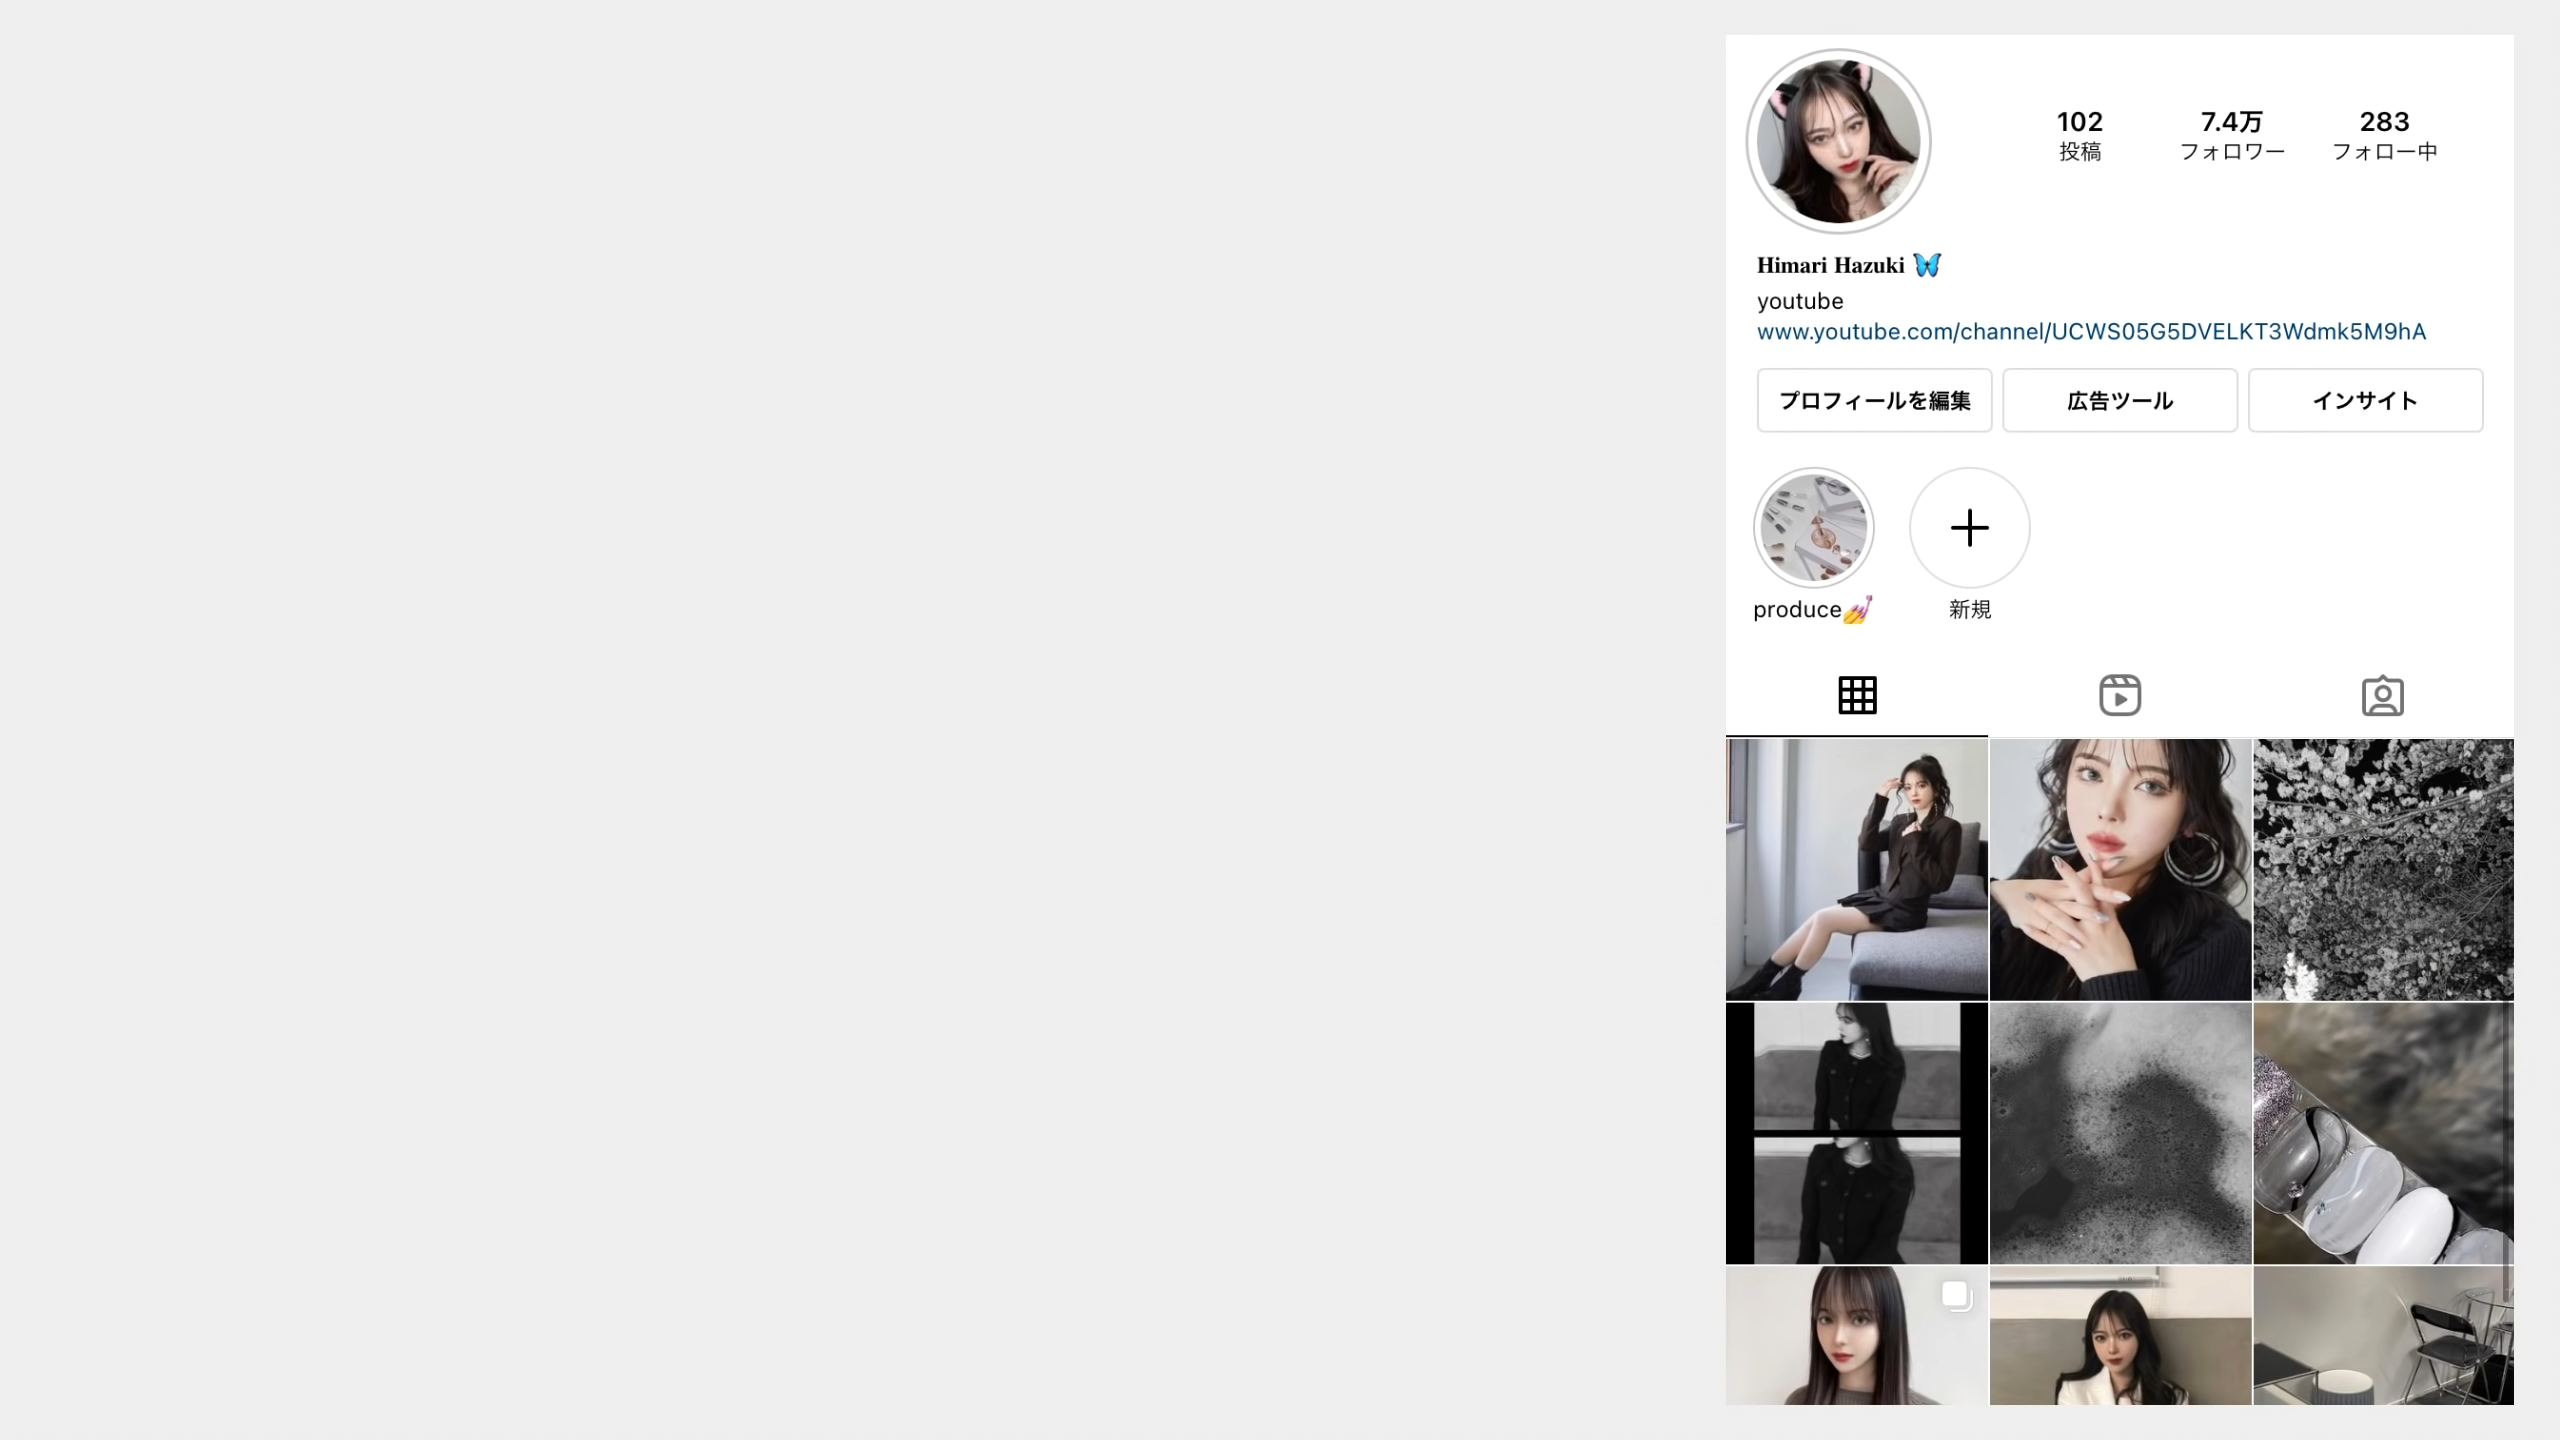 102
投稿
7.4万
フォロワー
283
フォロー中
Himari Hazuki 🦋
youtube
www.youtube.com/channel/UCWS05G5DVELKT3Wdmk5M9hA
プロフィールを編集
広告ツール
インサイト
produce💅
新規